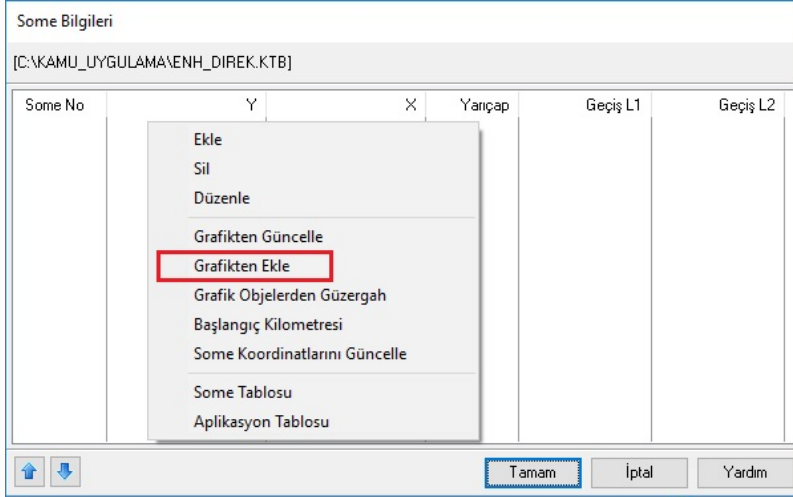 Some Bilgileri
[C:\KAMU_UYGULAMA\ENH_DIREK.KTB]
Some No Y X Yarıçap Geçiş L1 Geçiş L2
Ekle
Sil
Düzenle
Grafikten Güncelle
Grafikten Ekle
Grafik Objelerden Güzergah
Başlangıç Kilometresi
Some Koordinatlarını Güncelle
Some Tablosu
Aplikasyon Tablosu
Tamam İptal Yardım